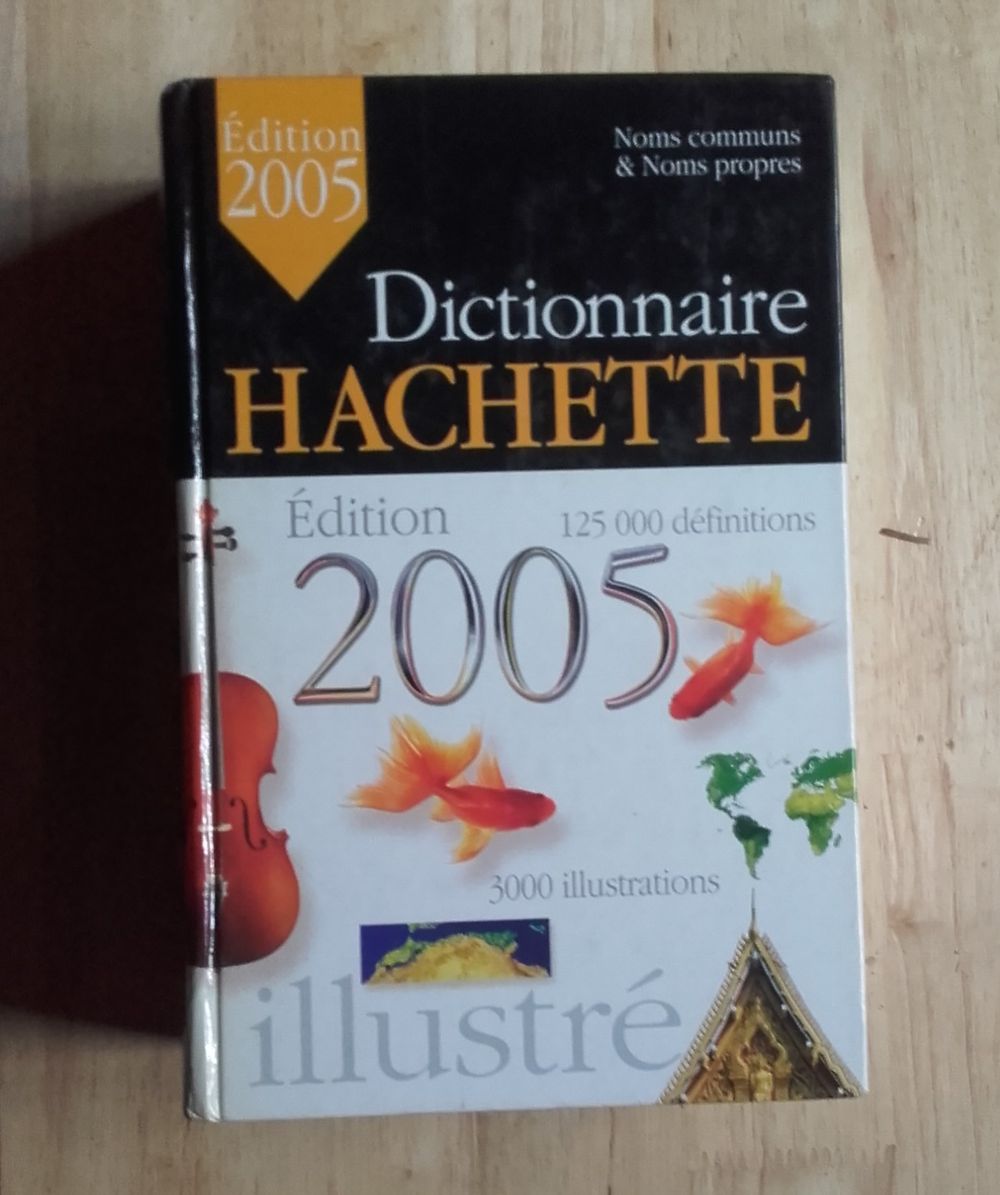 Édition
2005
Noms communs
& Noms propres
Dictionnaire
HACHETTE
Édition
125 000 définitions
2005
3000 illustrations
illustré